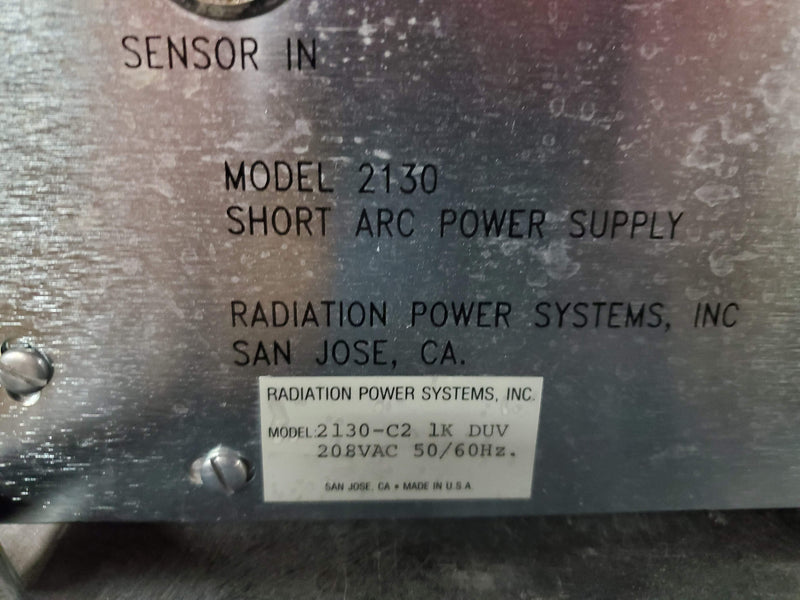 SENSOR IN
MODEL 2130
SHORT ARC POWER SUPPLY
RADIATION POWER SYSTEMS, INC
SAN JOSE, CA.
RADIATION POWER SYSTEMS, INC.
MODEL: 2130-C2 1K DUV
208VAC 50/60Hz.
SAN JOSE, CA • MADE IN U.S.A.